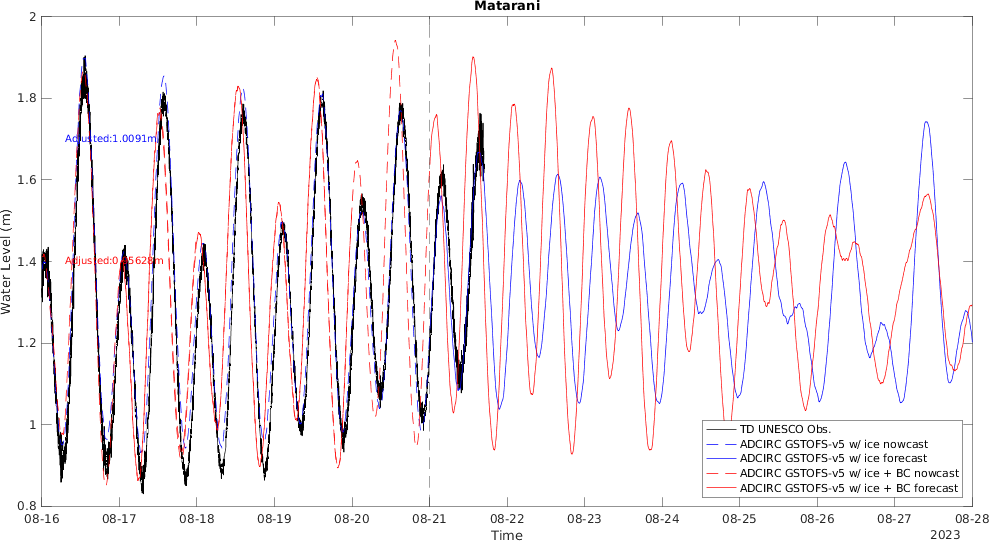 Matarani
2
1.8
1.6
1.4
1.2
1
0.8
Water Level (m)
Adjusted:1.0091m
TD UNESCO Obs.
ADCIRC GSTOFS-v5 w/ ice nowcast
ADCIRC GSTOFS-v5 w/ ice forecast
ADCIRC GSTOFS-v5 w/ ice + BC nowcast
ADCIRC GSTOFS-v5 w/ ice + BC forecast
08-16 08-17 08-18 08-19 08-20 08-21 08-22 08-23 08-24 08-25 08-26 08-27 08-28
Time
2023